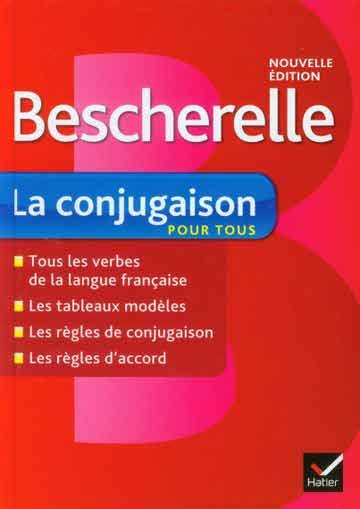 NOUVELLE
ÉDITION
Bescherelle
La conjugaison
POUR TOUS
Tous les verbes
de la langue française
Les tableaux modèles
Les règles de conjugaison
Les règles d'accord
Hatier